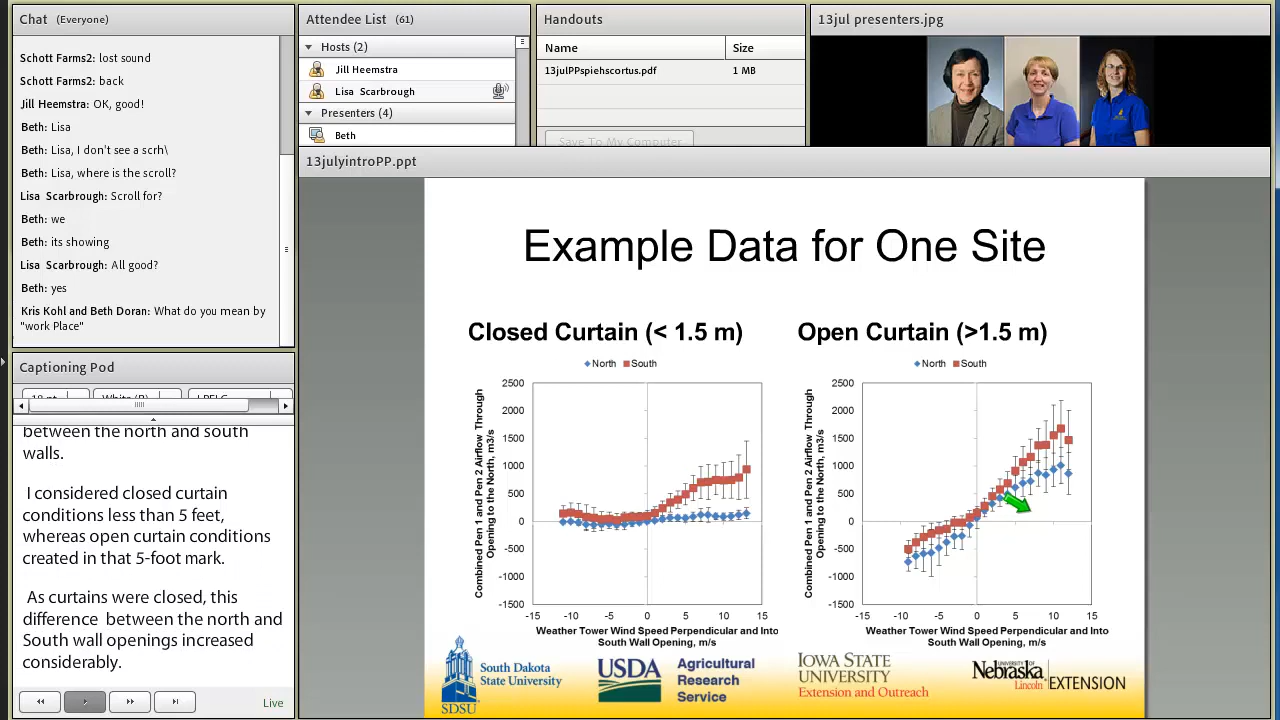 Chat (Everyone)
Schott Farms2: lost sound
Schott Farms2: back
Jill Heemstra: OK, good!
Beth: Lisa
Beth: Lisa, I don't see a scrh\
Beth: Lisa, where is the scroll?
Lisa Scarbrough: Scroll for?
Beth: we
Beth: its showing
Lisa Scarbrough: All good?
Beth: yes
Kris Kohl and Beth Doran: What do you mean by
"work Place"
Captioning Pod
between the north and south
walls.
I considered closed curtain
conditions less than 5 feet,
whereas open curtain conditions
created in that 5-foot mark.
As curtains were closed, this
difference between the north and
South wall openings increased
considerably.
Live
Attendee List (61)
Hosts (2)
Jill Heemstra
Lisa Scarbrough
Presenters (4)
Beth
Handouts
Name Size
13julPPspiehscortus.pdf 1 MB
Save To My Computer
13jul presenters.jpg
13julyintroPP.ppt
Example Data for One Site
Closed Curtain (< 1.5 m)
North South
Combined Pen 1 and Pen 2 Airflow Through
Opening to the North, m3/s
2500
2000
1500
1000
500
0
-500
-1000
-1500
-15 -10 -5 0 5 10 15
Weather Tower Wind Speed Perpendicular and Into
South Wall Opening, m/s
Open Curtain (>1.5 m)
North South
Combined Pen 1 and Pen 2 Airflow Through
Opening to the North, m3/s
2500
2000
1500
1000
500
0
-500
-1000
-1500
-15 -10 -5 0 5 10 15
Weather Tower Wind Speed Perpendicular and Into
South Wall Opening, m/s
SDSU
South Dakota
State University
USDA
Agricultural
Research
Service
IOWA STATE
UNIVERSITY
Extension and Outreach
UNIVERSITY OF
Nebraska
Lincoln
EXTENSION